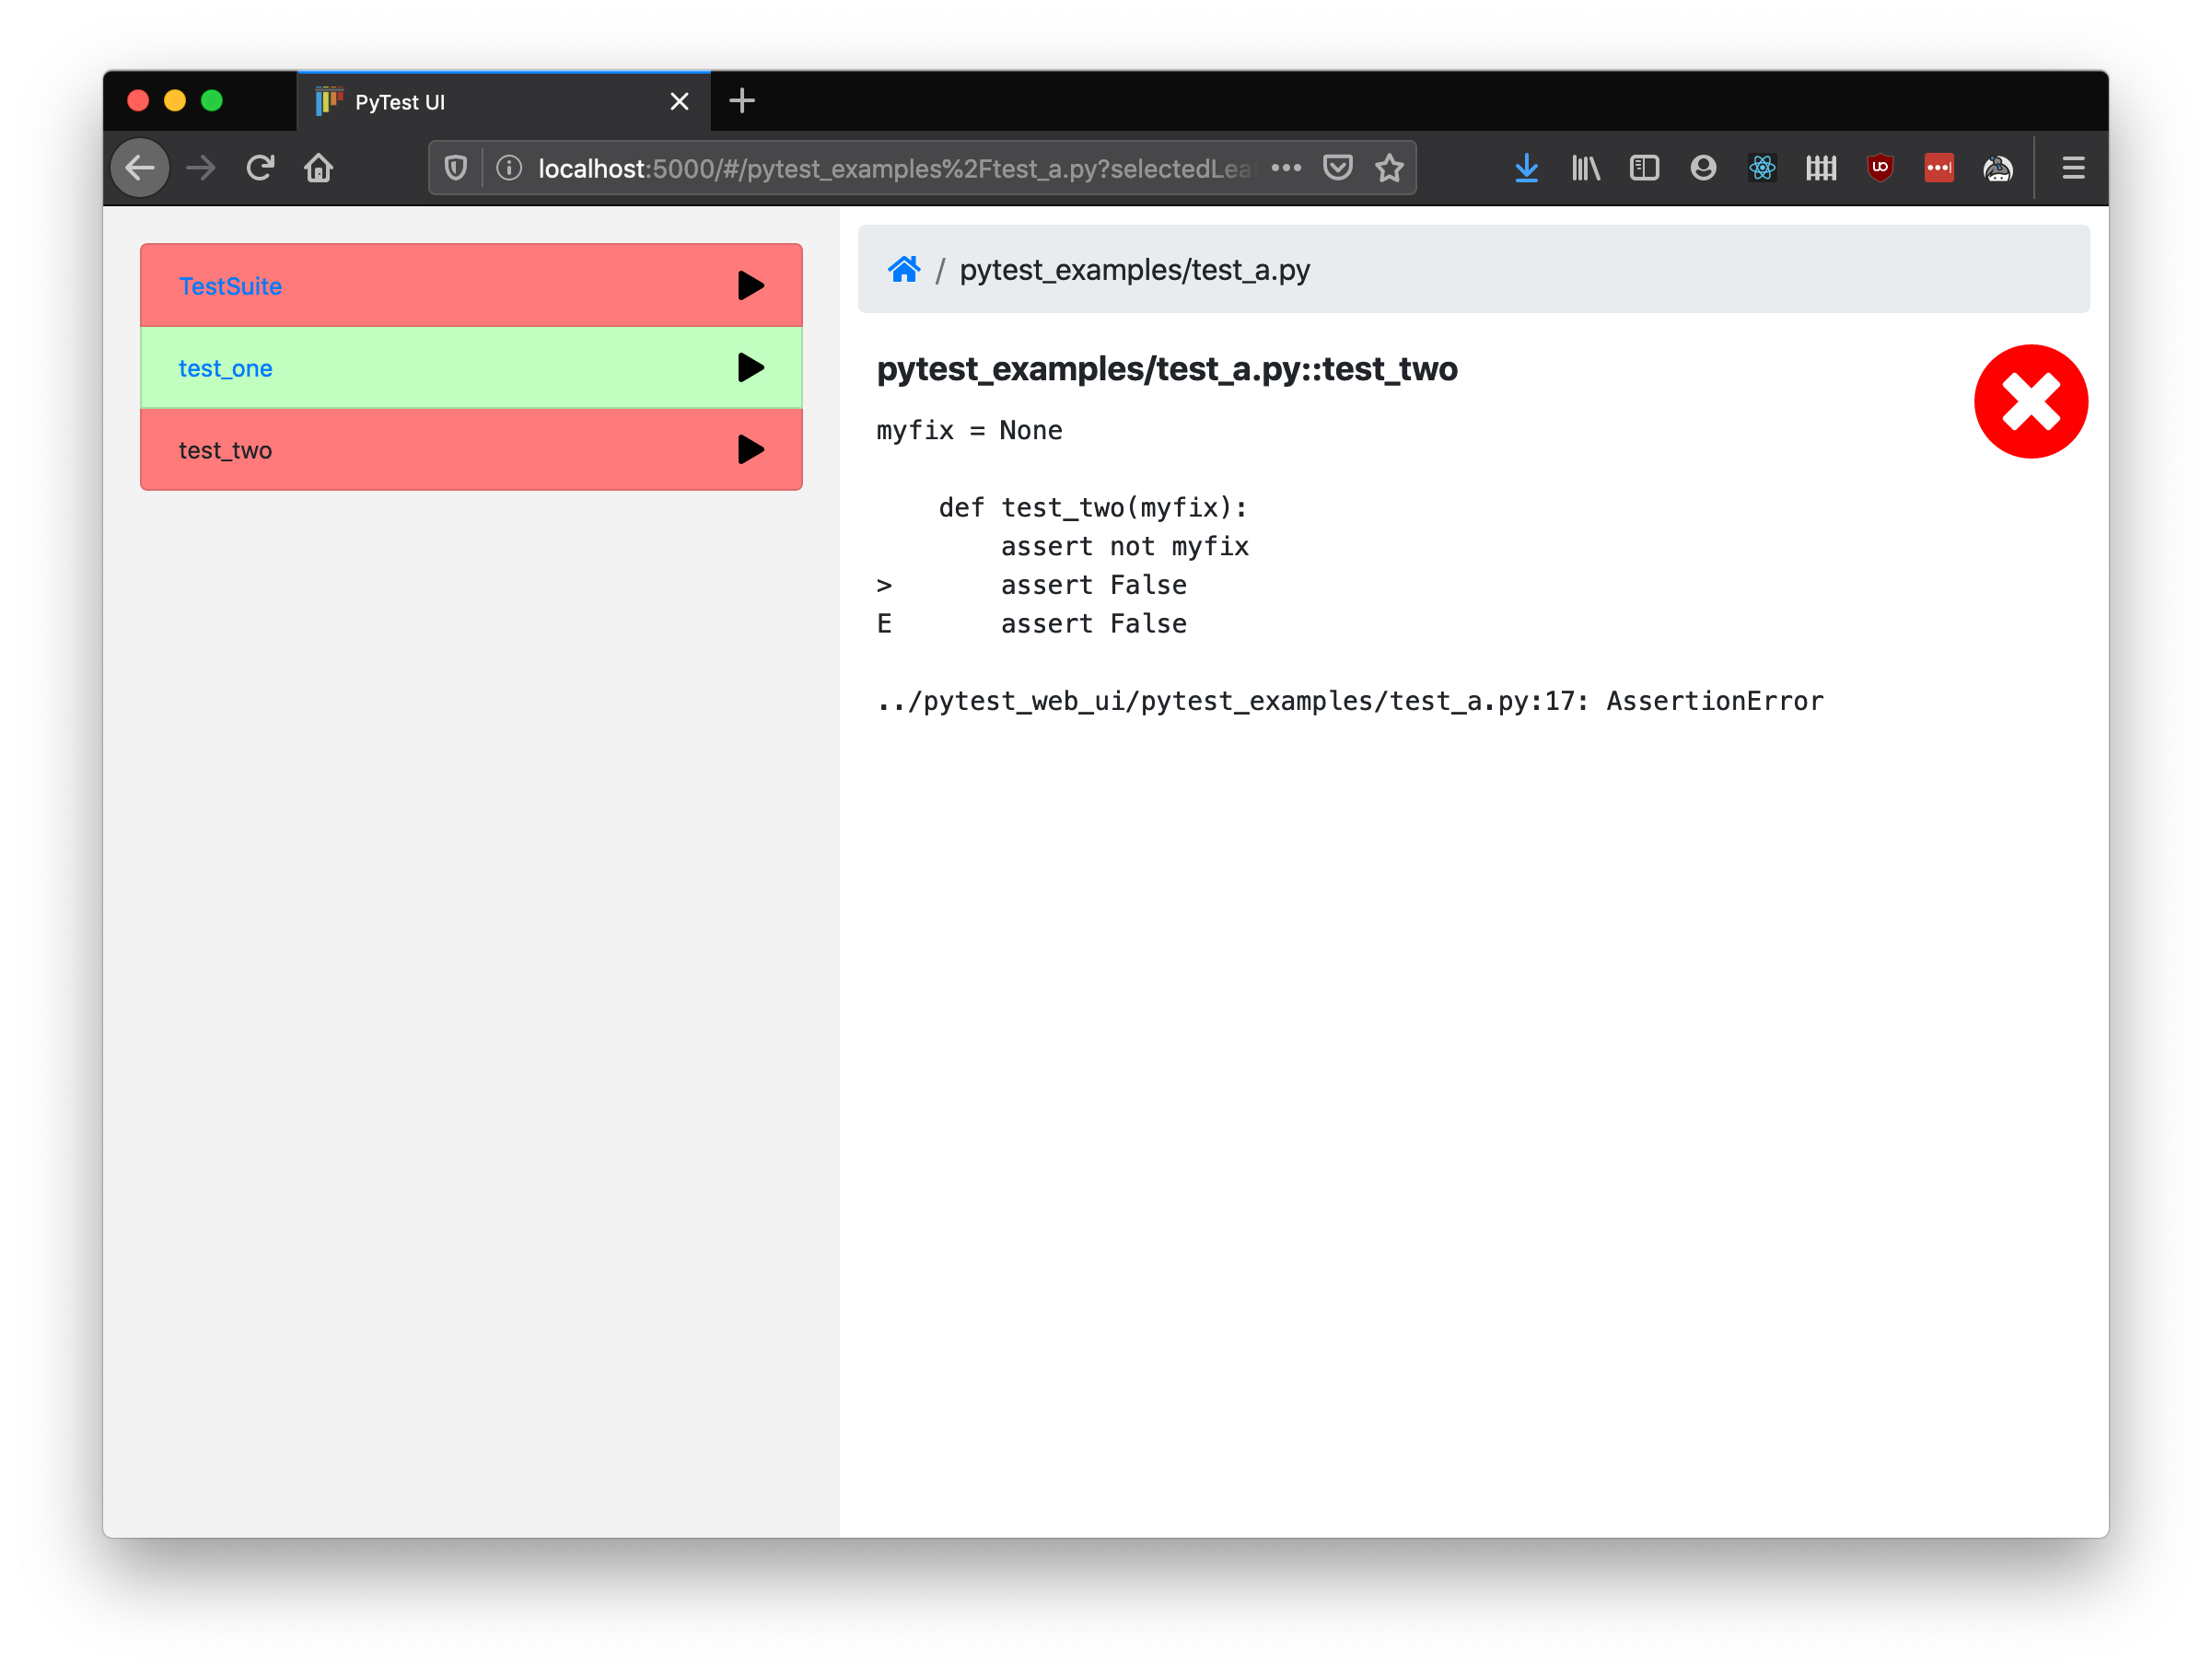 PyTest UI
localhost:5000/#/pytest_examples%2Ftest_a.py?selectedLea
TestSuite
test_one
test_two
/ pytest_examples/test_a.py
pytest_examples/test_a.py::test_two
myfix = None
    def test_two(myfix):
        assert not myfix
>       assert False
E       assert False
../pytest_web_ui/pytest_examples/test_a.py:17: AssertionError